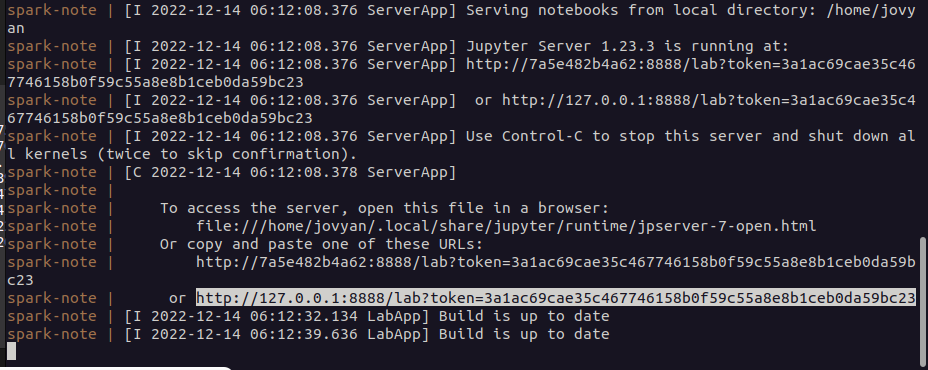 spark-note | [I 2022-12-14 06:12:08.376 ServerApp] Serving notebooks from local directory: /home/jovy
an
spark-note | [I 2022-12-14 06:12:08.376 ServerApp] Jupyter Server 1.23.3 is running at:
spark-note | [I 2022-12-14 06:12:08.376 ServerApp] http://7a5e482b4a62:8888/lab?token=3a1ac69cae35c46
7746158b0f59c55a8e8b1ceb0da59bc23
spark-note | [I 2022-12-14 06:12:08.376 ServerApp]  or http://127.0.0.1:8888/lab?token=3a1ac69cae35c4
67746158b0f59c55a8e8b1ceb0da59bc23
spark-note | [I 2022-12-14 06:12:08.376 ServerApp] Use Control-C to stop this server and shut down al
l kernels (twice to skip confirmation).
spark-note | [C 2022-12-14 06:12:08.378 ServerApp]
spark-note |
spark-note |     To access the server, open this file in a browser:
spark-note |         file:///home/jovyan/.local/share/jupyter/runtime/jpserver-7-open.html
spark-note |     Or copy and paste one of these URLs:
spark-note |         http://7a5e482b4a62:8888/lab?token=3a1ac69cae35c467746158b0f59c55a8e8b1ceb0da59b
c23
spark-note |      or http://127.0.0.1:8888/lab?token=3a1ac69cae35c467746158b0f59c55a8e8b1ceb0da59bc23
spark-note | [I 2022-12-14 06:12:32.134 LabApp] Build is up to date
spark-note | [I 2022-12-14 06:12:39.636 LabApp] Build is up to date